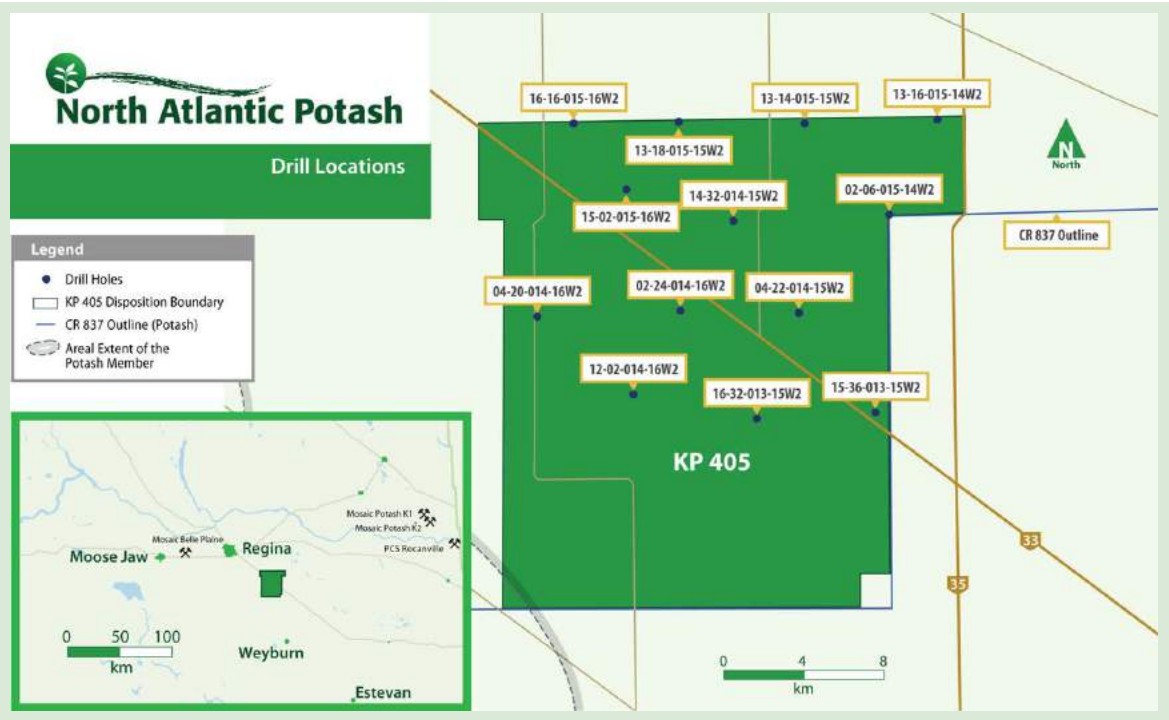 North Atlantic Potash
Drill Locations
Legend
Drill Holes
KP 405 Disposition Boundary
CR 837 Outline (Potash)
Areal Extent of the
Potash Member
16-16-015-16W2
13-14-015-15W2
13-16-015-14W2
13-18-015-15W2
N
North
15-02-015-16W2
14-32-014-15W2
02-06-015-14W2
CR 837 Outline
04-20-014-16W2
02-24-014-16W2
04-22-014-15W2
12-02-014-16W2
16-32-013-15W2
15-36-013-15W2
KP 405
33
35
0 4 8
km
Mosaic Potash K1
Mosaic Potash K2
Mosaic Belle Plaine
PCS Rocanville
Moose Jaw
Regina
0 50 100
km
Weyburn
Estevan